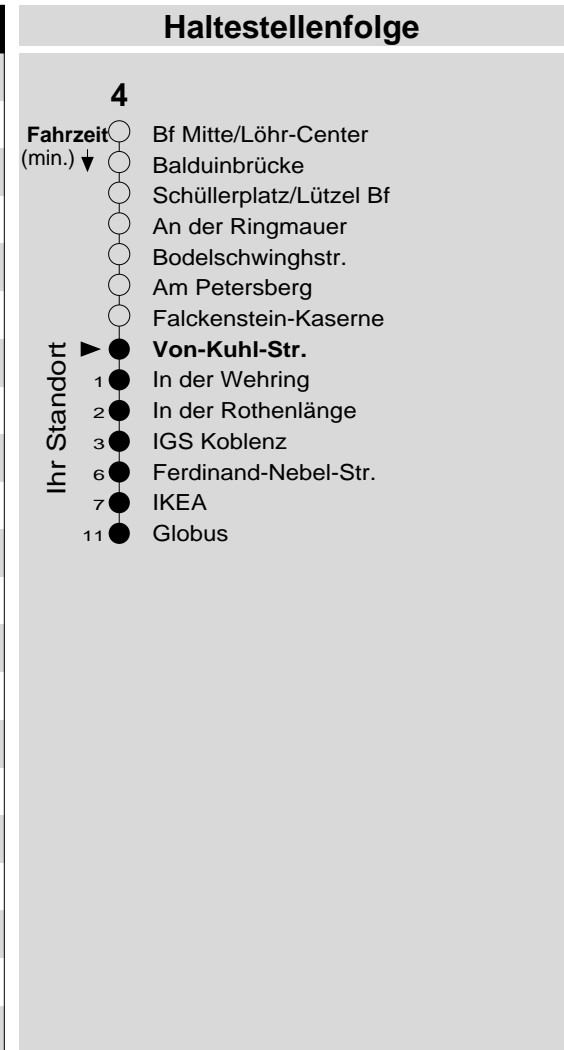 Haltestellenfolge
4
Fahrzeit Bf Mitte/Löhr-Center
(min.) Balduinbrücke
Schüllerplatz/Lützel Bf
An der Ringmauer
Bodelschwinghstr.
Am Petersberg
Falckenstein-Kaserne
Ihr Standort
Von-Kuhl-Str.
1 In der Wehring
2 In der Rothenlänge
3 IGS Koblenz
6 Ferdinand-Nebel-Str.
7 IKEA
11 Globus